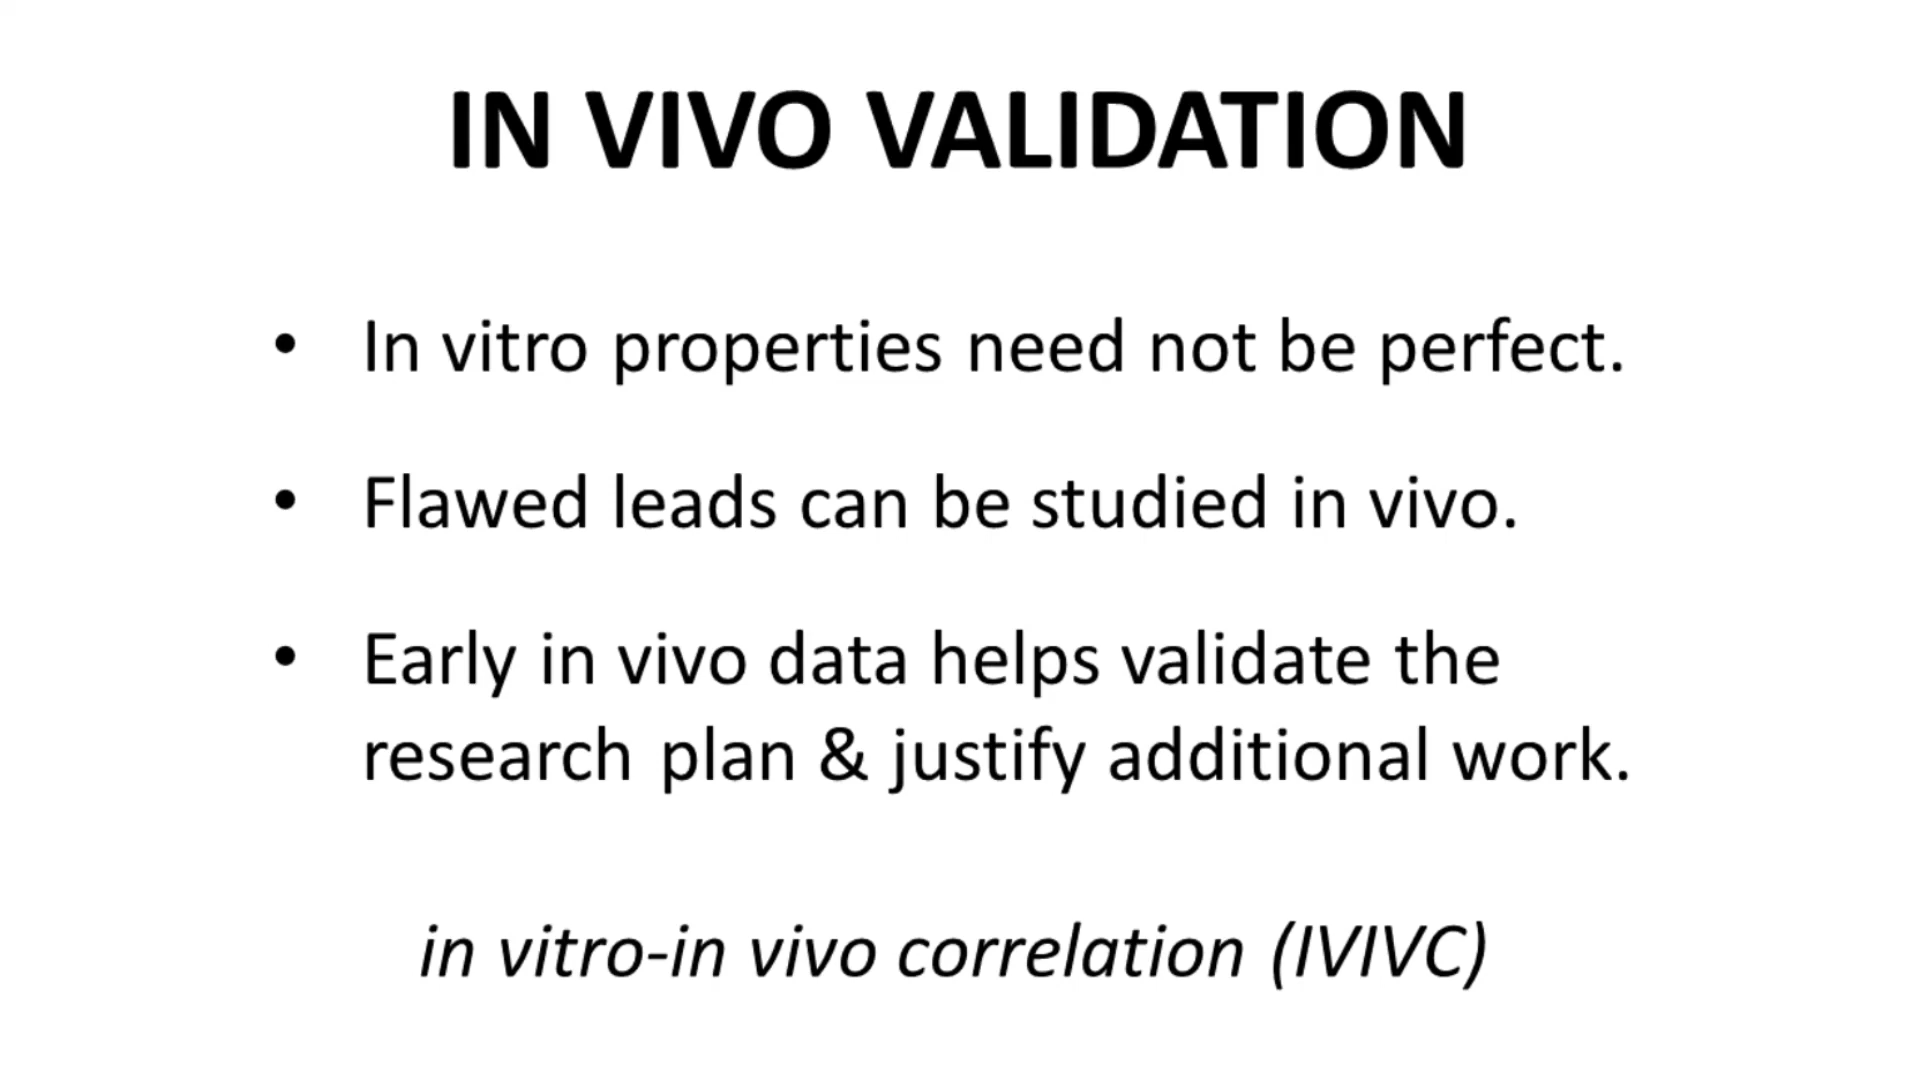 IN VIVO VALIDATION
• In vitro properties need not be perfect.
• Flawed leads can be studied in vivo.
• Early in vivo data helps validate the
research plan & justify additional work.
in vitro-in vivo correlation (IVIVC)